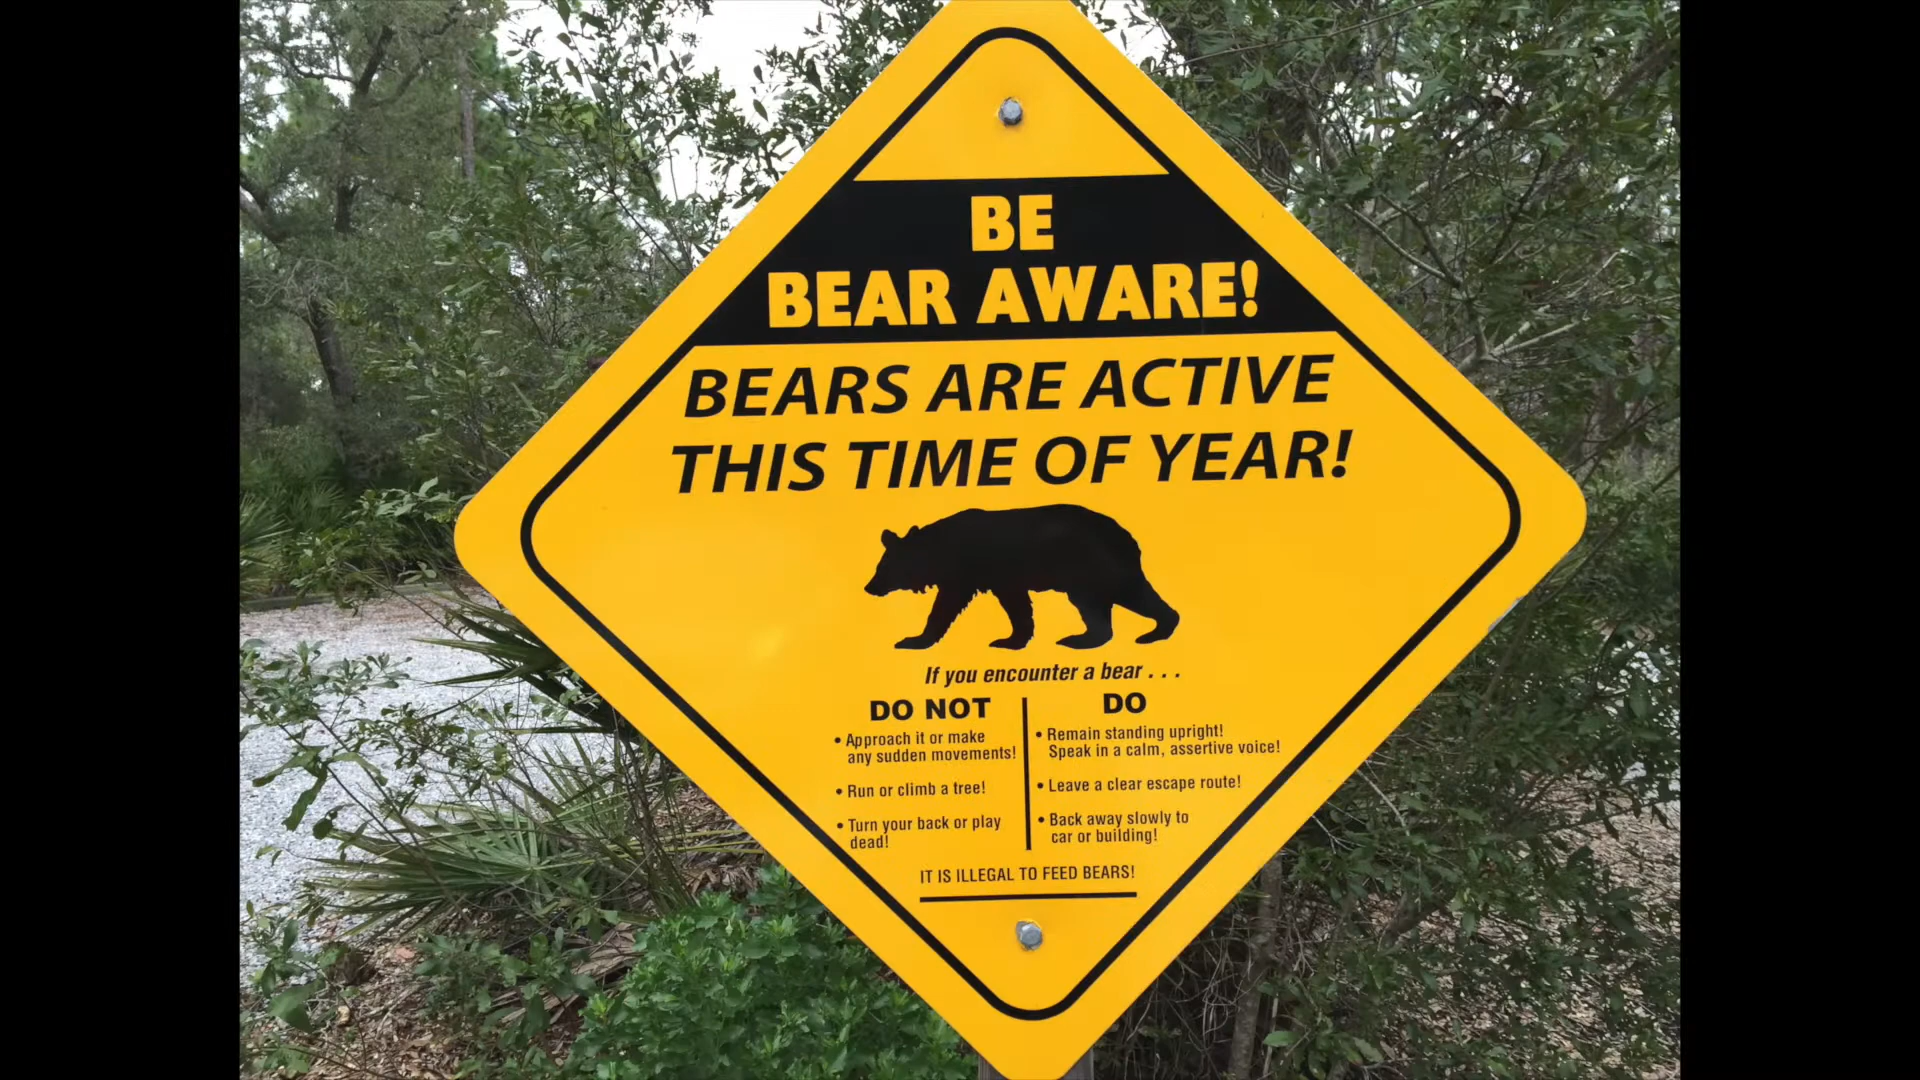 BE
BEAR AWARE!
BEARS ARE ACTIVE
THIS TIME OF YEAR!
If you encounter a bear . . .
DO NOT
• Approach it or make
any sudden movements!
• Run or climb a tree!
• Turn your back or play
dead!
DO
• Remain standing upright!
Speak in a calm, assertive voice!
• Leave a clear escape route!
• Back away slowly to
car or building!
IT IS ILLEGAL TO FEED BEARS!